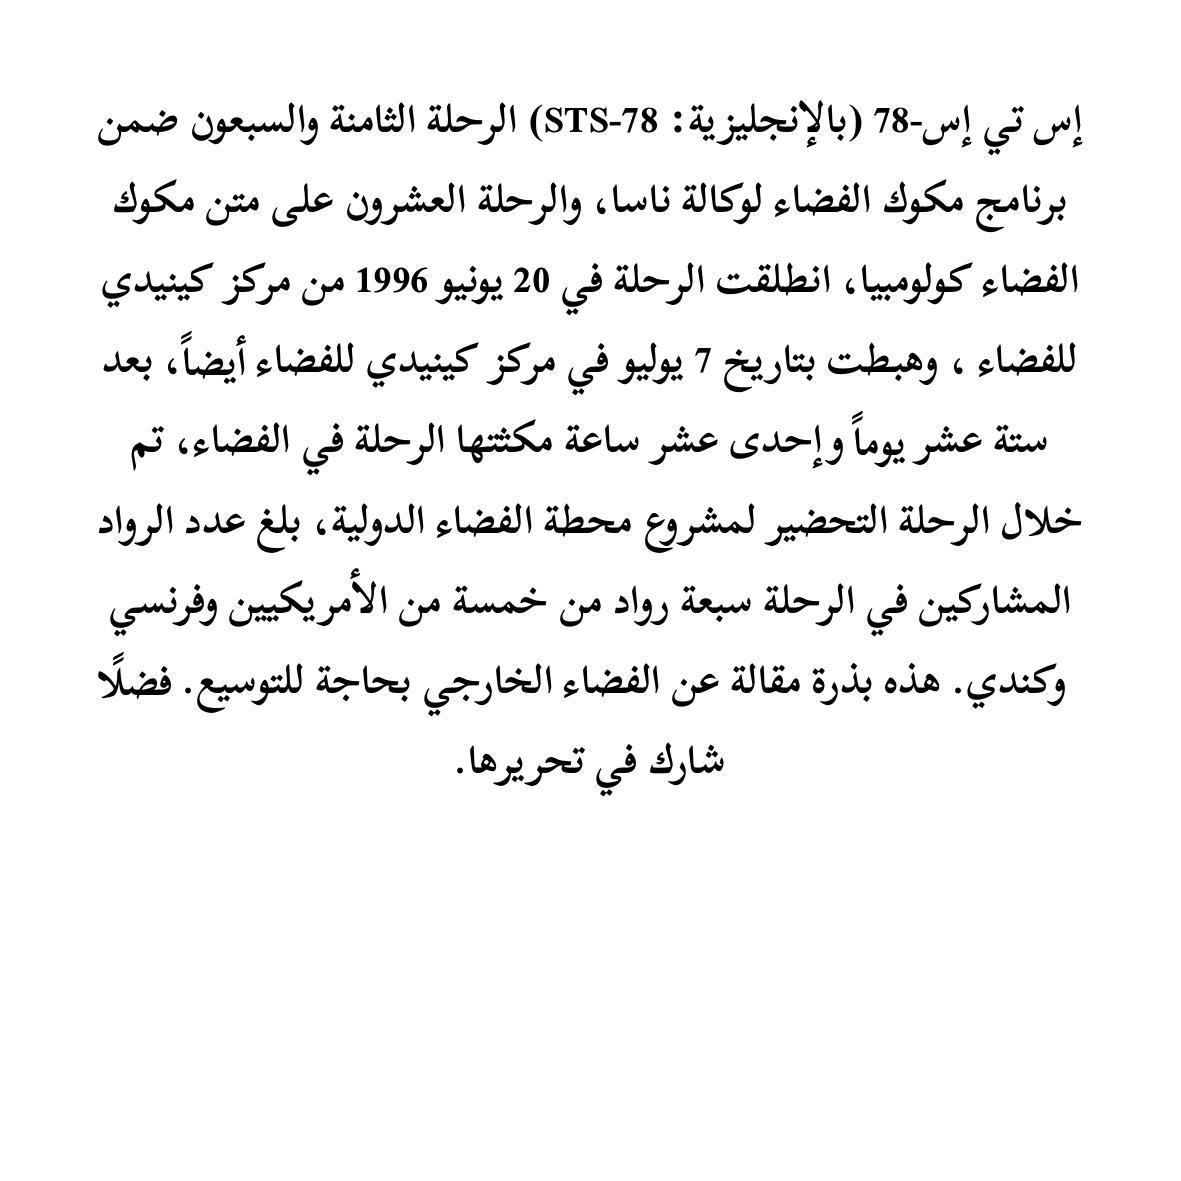 إس تي إس-78 (بالإنجليزية: STS-78) الرحلة الثامنة والسبعون ضمن
برنامج مكوك الفضاء لوكالة ناسا، والرحلة العشرون على متن مكوك
الفضاء كولومبيا، انطلقت الرحلة في 20 يونيو 1996 من مركز كينيدي
للفضاء ، وهبطت بتاريخ 7 يوليو في مركز كينيدي للفضاء أيضاً، بعد
ستة عشر يوماً وإحدى عشر ساعة مكثتها الرحلة في الفضاء، تم
خلال الرحلة التحضير لمشروع محطة الفضاء الدولية، بلغ عدد الرواد
المشاركين في الرحلة سبعة رواد من خمسة من الأمريكيين وفرنسي
وكندي. هذه بذرة مقالة عن الفضاء الخارجي بحاجة للتوسيع. فضلًا
شارك في تحريرها.